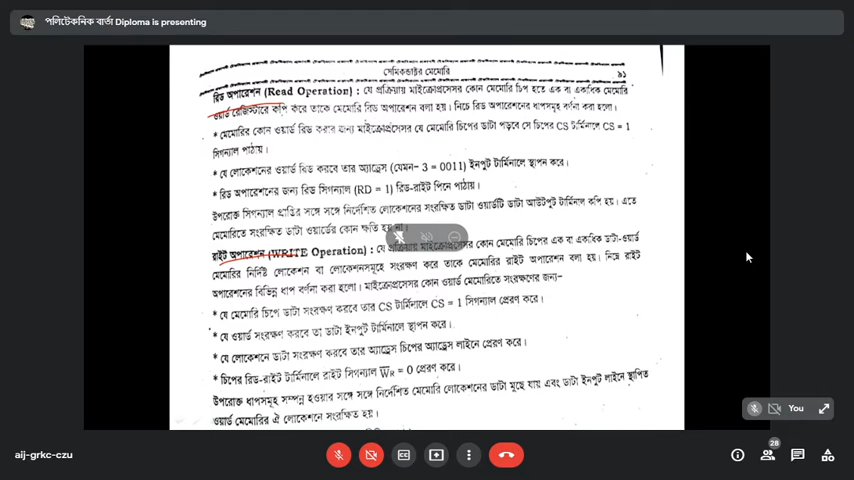 পলিটেকনিক বার্তা Diploma is presenting
সেমিকন্ডাক্টর মেমোরি ৯১
রিড অপারেশন (Read Operation) : যে প্রক্রিয়ায় মাইক্রোপ্রসেসর কোন মেমোরি চিপ হতে এক বা একাধিক মেমোরি
ওয়ার্ড রেজিস্টারে কপি করে তাকে মেমোরি রিড অপারেশন বলা হয়। নিচে রিড অপারেশনের ধাপসমূহ বর্ণনা করা হলো।
* মেমোরির কোন ওয়ার্ড রিড করার জন্য মাইক্রোপ্রসেসর যে মেমোরি চিপের ডাটা পড়বে সে চিপের CS টার্মিনালে CS = 1
সিগন্যাল পাঠায়।
* যে লোকেশনের ওয়ার্ড রিড করবে তার অ্যাড্রেস (যেমন– 3 = 0011) ইনপুট টার্মিনালে স্থাপন করে।
* রিড অপারেশনের জন্য রিড সিগন্যাল (RD = 1) রিড-রাইট পিনে পাঠায়।
উপরোক্ত সিগন্যাল প্রাপ্তির সঙ্গে সঙ্গে নির্দেশিত লোকেশনের সংরক্ষিত ডাটা ওয়ার্ডটি ডাটা আউটপুট টার্মিনালে কপি হয়। এতে
মেমোরিতে সংরক্ষিত ডাটা ওয়ার্ডের কোন ক্ষতি হয় না।
রাইট অপারেশন (WRITE Operation) : যে প্রক্রিয়ায় মাইক্রোপ্রসেসর কোন মেমোরি চিপের এক বা একাধিক ডাটা-ওয়ার্ড
মেমোরির নির্দিষ্ট লোকেশন বা লোকেশনসমূহে সংরক্ষণ করে তাকে মেমোরির রাইট অপারেশন বলা হয়। নিচে রাইট
অপারেশনের বিভিন্ন ধাপ বর্ণনা করা হলো। মাইক্রোপ্রসেসর কোন ওয়ার্ড মেমোরিতে সংরক্ষণের জন্য–
* যে মেমোরি চিপে ডাটা সংরক্ষণ করবে তার CS টার্মিনালে CS = 1 সিগন্যাল প্রেরণ করে।
* যে ওয়ার্ড সংরক্ষণ করবে তা ডাটা ইনপুট টার্মিনালে স্থাপন করে।
* যে লোকেশনে ডাটা সংরক্ষণ করবে তার অ্যাড্রেস চিপের অ্যাড্রেস লাইনে প্রেরণ করে।
* চিপের রিড-রাইট টার্মিনালে রাইট সিগন্যাল W̅R = 0 প্রেরণ করে।
উপরোক্ত ধাপসমূহ সম্পন্ন হওয়ার সঙ্গে সঙ্গে নির্দেশিত মেমোরি লোকেশনের ডাটা মুছে যায় এবং ডাটা ইনপুট লাইনে স্থাপিত
ওয়ার্ড মেমোরির ঐ লোকেশনে সংরক্ষিত হয়।
You
28
aij-grkc-czu